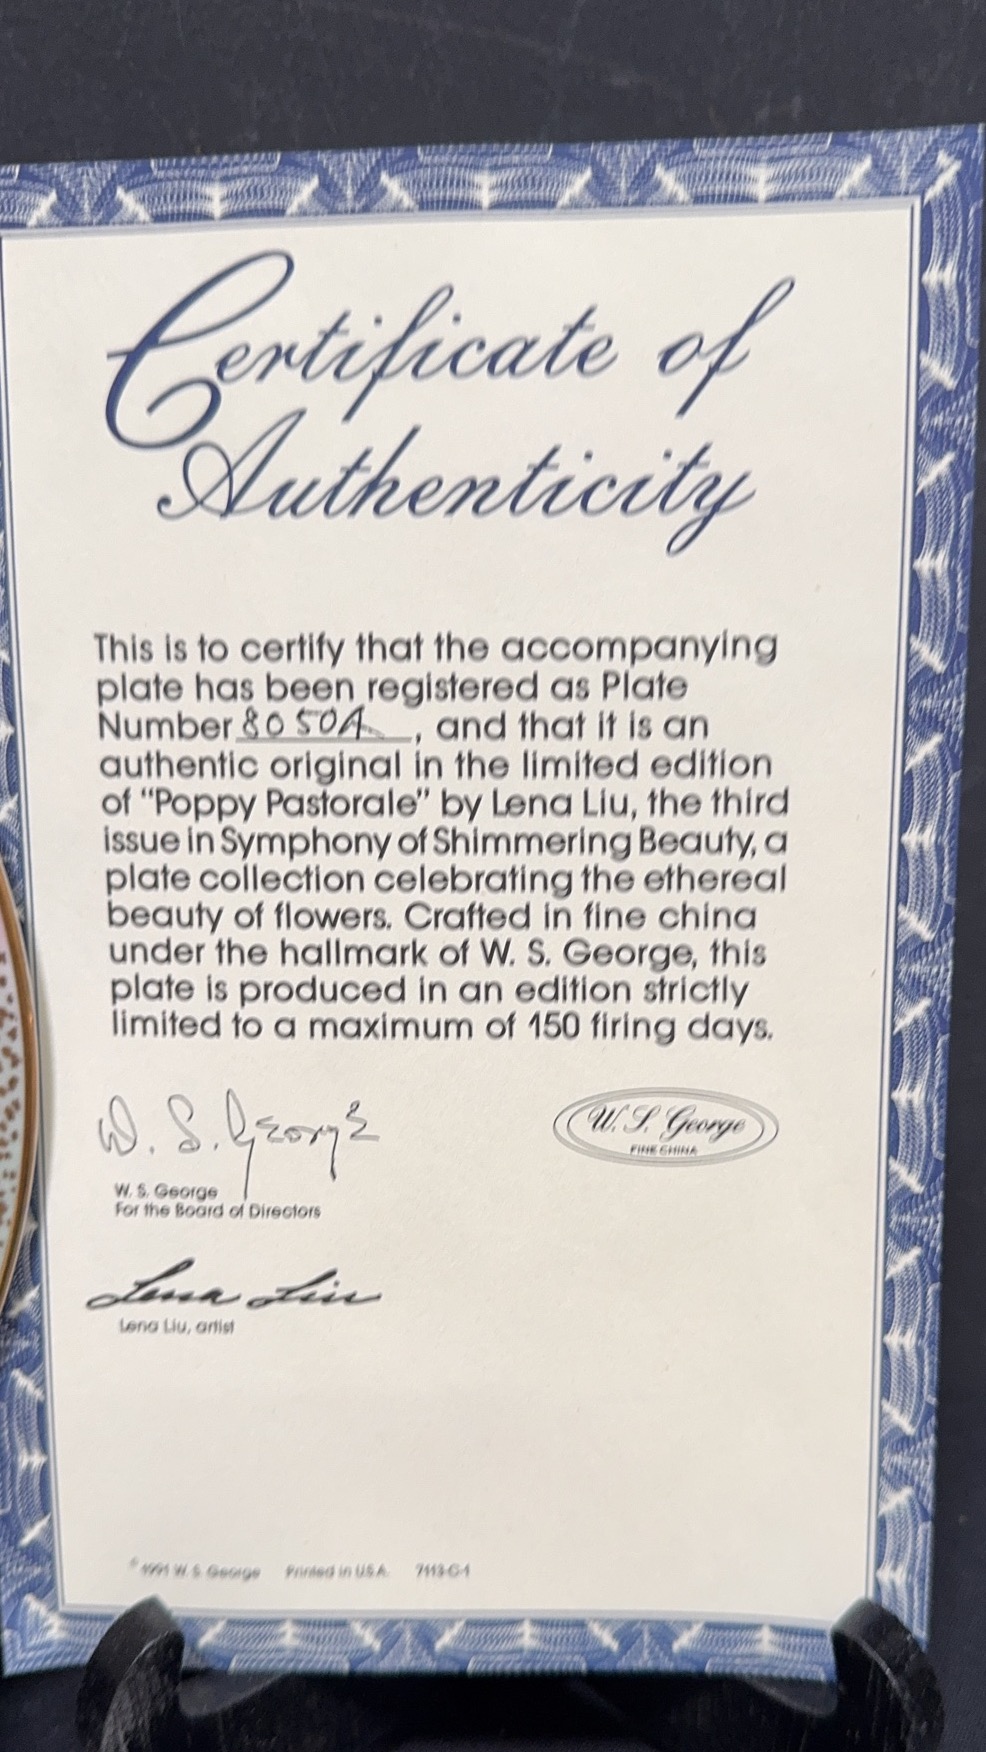 Certificate of
Authenticity
This is to certify that the accompanying
plate has been registered as Plate
Number 8050A, and that it is an
authentic original in the limited edition
of "Poppy Pastorale" by Lena Liu, the third
issue in Symphony of Shimmering Beauty, a
plate collection celebrating the ethereal
beauty of flowers. Crafted in fine china
under the hallmark of W. S. George, this
plate is produced in an edition strictly
limited to a maximum of 150 firing days.
W. S. George
W. S. George
FINE CHINA
W. S. George
For the Board of Directors
Lena Liu
Lena Liu, artist
© 1991 W. S. George Printed in U.S.A. 7113-C-1